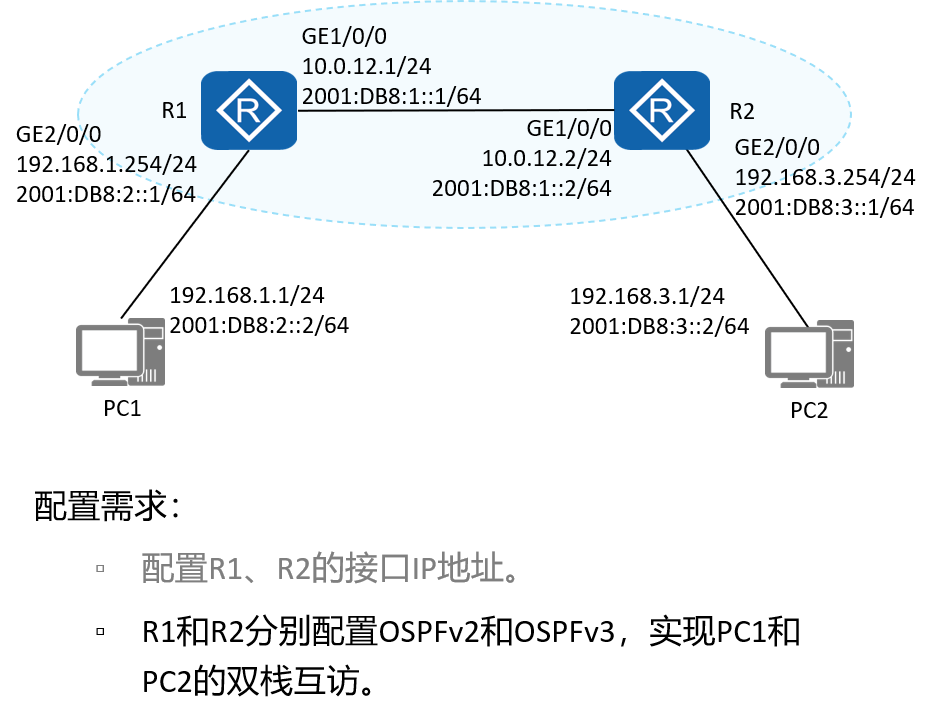 GE1/0/0
10.0.12.1/24
2001:DB8:1::1/64
R1
R
R
R2
GE2/0/0
192.168.1.254/24
2001:DB8:2::1/64
GE1/0/0
10.0.12.2/24
2001:DB8:1::2/64
GE2/0/0
192.168.3.254/24
2001:DB8:3::1/64
192.168.1.1/24
2001:DB8:2::2/64
192.168.3.1/24
2001:DB8:3::2/64
PC1
PC2
配置需求：
▫ 配置R1、R2的接口IP地址。
▫ R1和R2分别配置OSPFv2和OSPFv3，实现PC1和
PC2的双栈互访。